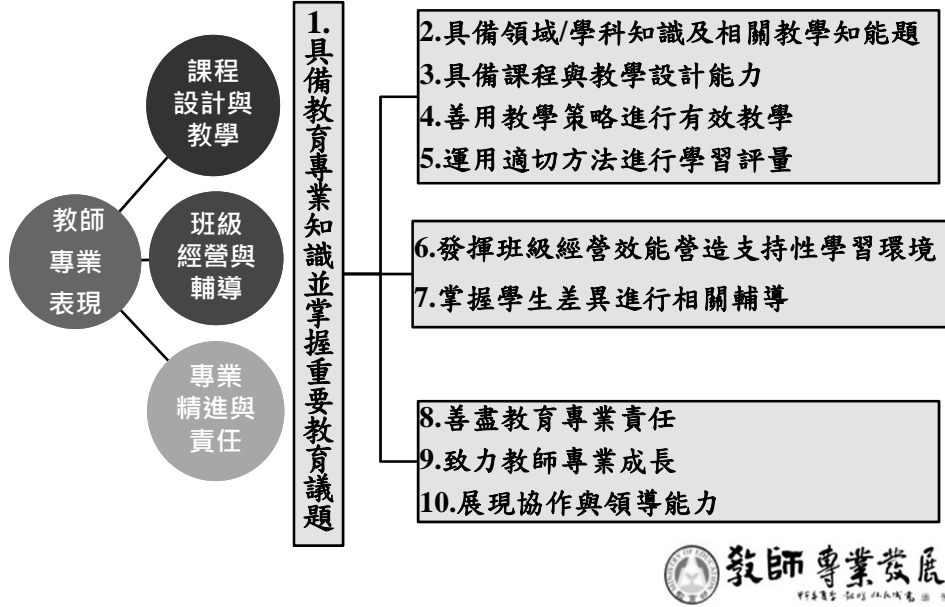 教師
專業
表現
課程
設計與
教學
班級
經營與
輔導
專業
精進與
責任
1.具備教育專業知識並掌握重要教育議題
2.具備領域/學科知識及相關教學知能題
3.具備課程與教學設計能力
4.善用教學策略進行有效教學
5.運用適切方法進行學習評量
6.發揮班級經營效能營造支持性學習環境
7.掌握學生差異進行相關輔導
8.善盡教育專業責任
9.致力教師專業成長
10.展現協作與領導能力
教師專業發展